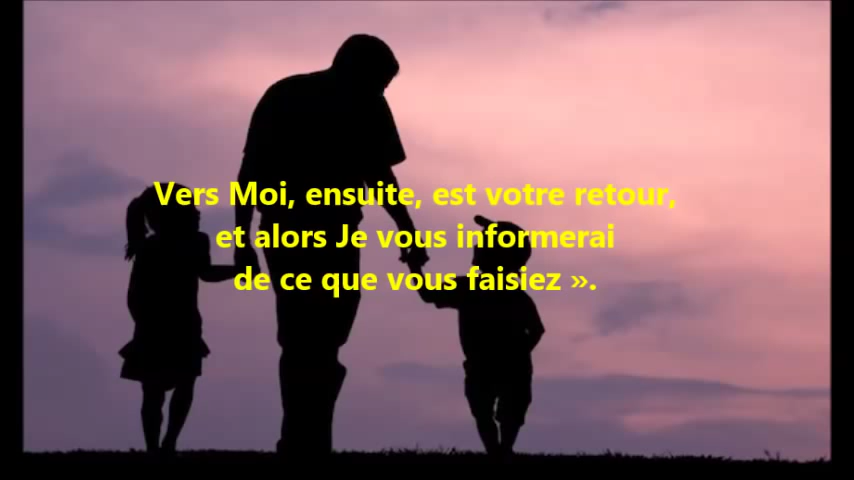 Vers Moi, ensuite, est votre retour,
et alors Je vous informerai
de ce que vous faisiez ».